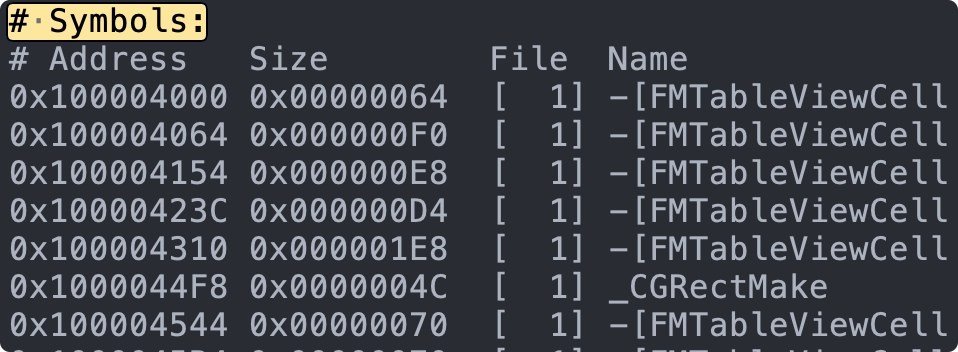 # Symbols:
# Address Size File Name
0x100004000 0x00000064 [ 1] -[FMTableViewCell
0x100004064 0x000000F0 [ 1] -[FMTableViewCell
0x100004154 0x000000E8 [ 1] -[FMTableViewCell
0x10000423C 0x000000D4 [ 1] -[FMTableViewCell
0x100004310 0x000001E8 [ 1] -[FMTableViewCell
0x1000044F8 0x0000004C [ 1] _CGRectMake
0x100004544 0x00000070 [ 1] -[FMTableViewCell